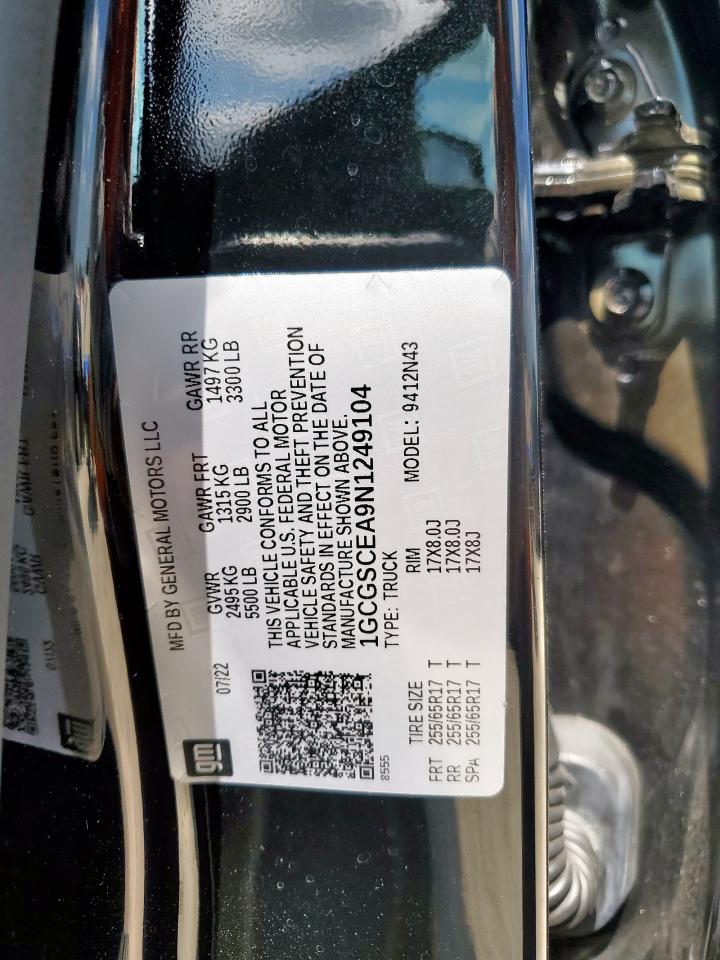 gm
MFD BY GENERAL MOTORS LLC
07/22
GVWR GAWR FRT GAWR RR
2495 KG 1315 KG 1497 KG
5500 LB 2900 LB 3300 LB
THIS VEHICLE CONFORMS TO ALL
APPLICABLE U.S. FEDERAL MOTOR
VEHICLE SAFETY AND THEFT PREVENTION
STANDARDS IN EFFECT ON THE DATE OF
MANUFACTURE SHOWN ABOVE.
1GCGSCEA9N1249104
8555
TYPE: TRUCK MODEL: 9412N43
TIRE SIZE RIM
FRT 255/65R17 T 17X8.0J
RR 255/65R17 T 17X8.0J
SPA 255/65R17 T 17X8J